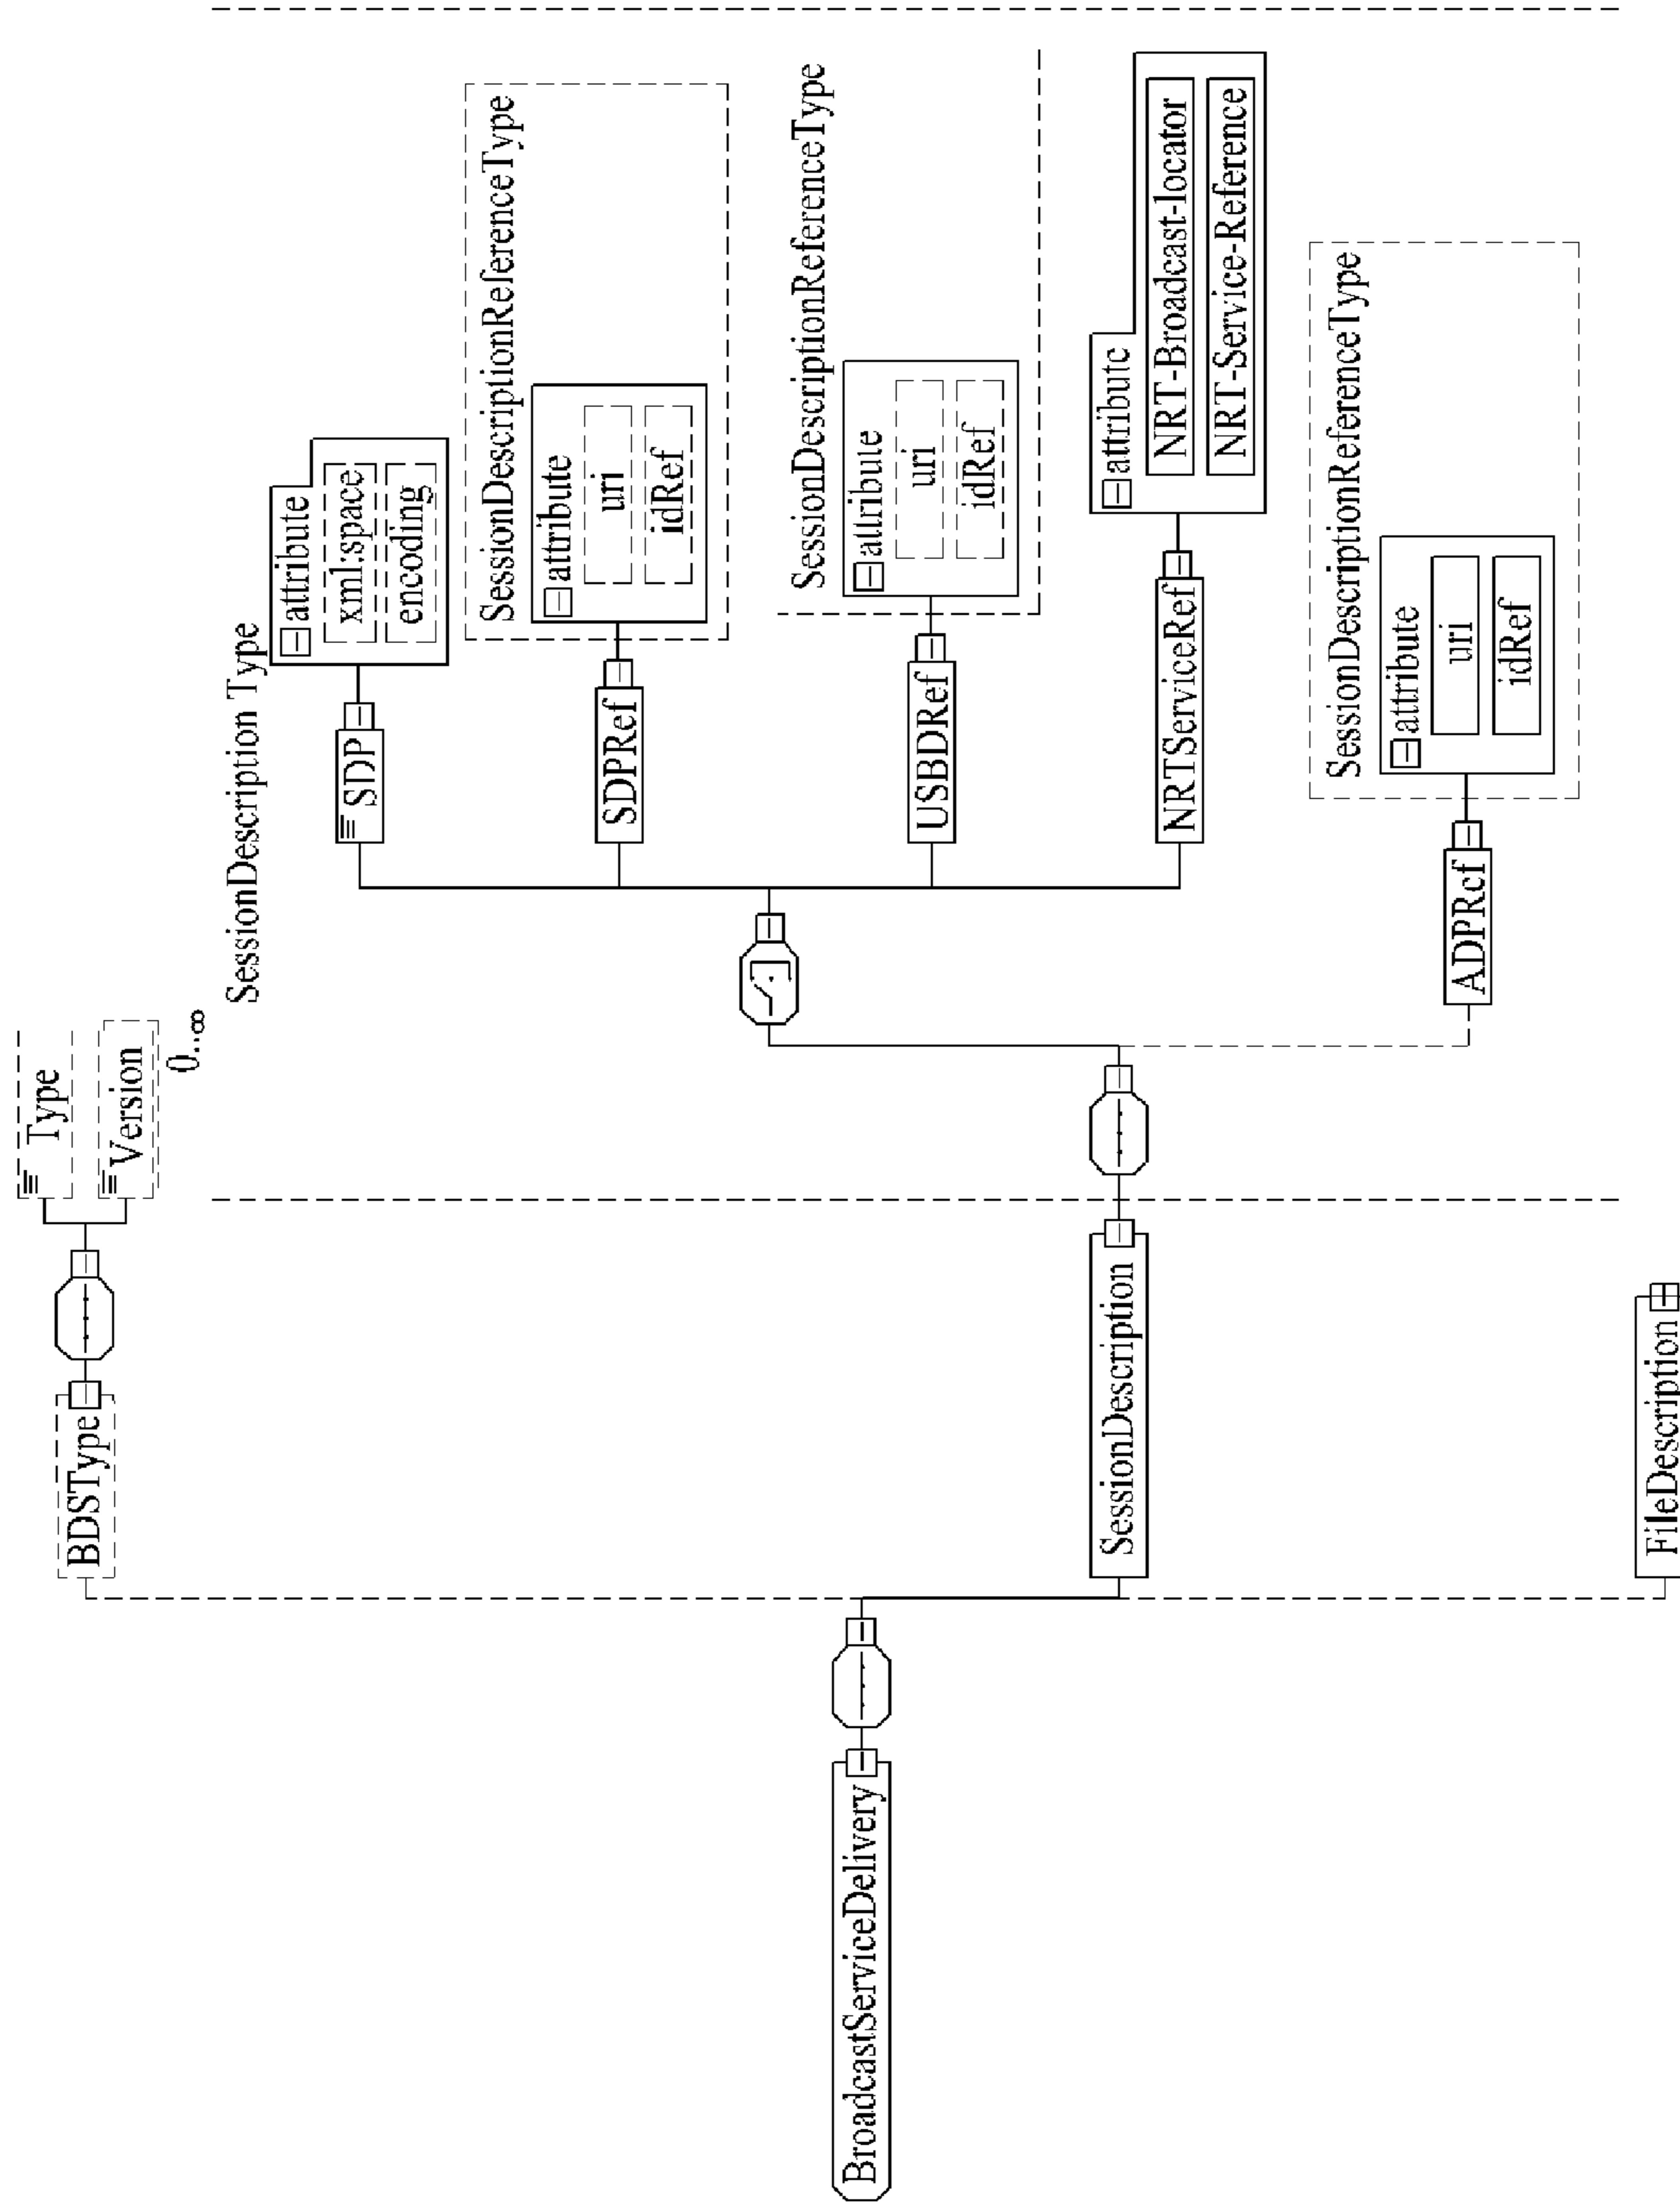 BroadcastServiceDelivery
BDSType
Type
Version
0..∞
SessionDescription
SessionDescription Type
SDP
attribute
xml:space
encoding
SDPRef
SessionDescriptionReferenceType
attribute
uri
idRef
USBDRef
SessionDescriptionReferenceType
attribute
uri
idRef
NRTServiceRef
attribute
NRT-Broadcast-locator
NRT-Service-Reference
ADPRef
SessionDescriptionReferenceType
attribute
uri
idRef
FileDescription